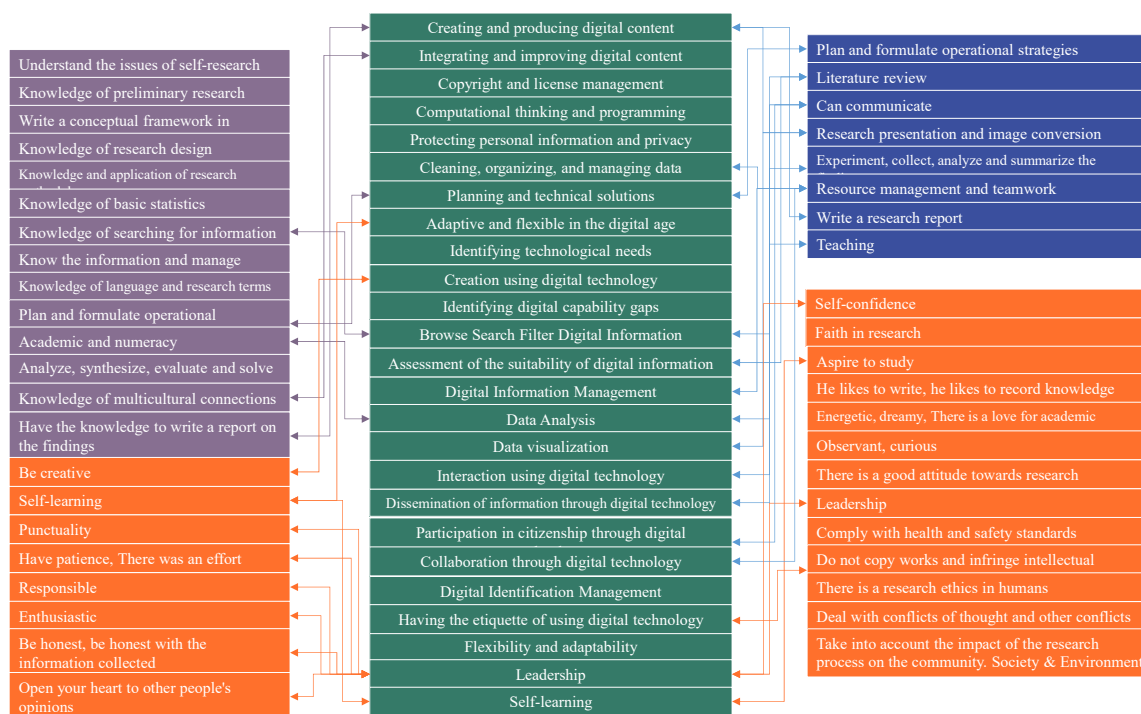 Understand the issues of self-research
Knowledge of preliminary research
Write a conceptual framework in
Knowledge of research design
Knowledge and application of research
Knowledge of basic statistics
Knowledge of searching for information
Know the information and manage
Knowledge of language and research terms
Plan and formulate operational
Academic and numeracy
Analyze, synthesize, evaluate and solve
Knowledge of multicultural connections
Have the knowledge to write a report on
the findings
Be creative
Self-learning
Punctuality
Have patience, There was an effort
Responsible
Enthusiastic
Be honest, be honest with the
information collected
Open your heart to other people's
opinions
Creating and producing digital content
Integrating and improving digital content
Copyright and license management
Computational thinking and programming
Protecting personal information and privacy
Cleaning, organizing, and managing data
Planning and technical solutions
Adaptive and flexible in the digital age
Identifying technological needs
Creation using digital technology
Identifying digital capability gaps
Browse Search Filter Digital Information
Assessment of the suitability of digital information
Digital Information Management
Data Analysis
Data visualization
Interaction using digital technology
Dissemination of information through digital technology
Participation in citizenship through digital
Collaboration through digital technology
Digital Identification Management
Having the etiquette of using digital technology
Flexibility and adaptability
Leadership
Self-learning
Plan and formulate operational strategies
Literature review
Can communicate
Research presentation and image conversion
Experiment, collect, analyze and summarize the
Resource management and teamwork
Write a research report
Teaching
Self-confidence
Faith in research
Aspire to study
He likes to write, he likes to record knowledge
Energetic, dreamy, There is a love for academic
Observant, curious
There is a good attitude towards research
Leadership
Comply with health and safety standards
Do not copy works and infringe intellectual
There is a research ethics in humans
Deal with conflicts of thought and other conflicts
Take into account the impact of the research
process on the community. Society & Environment